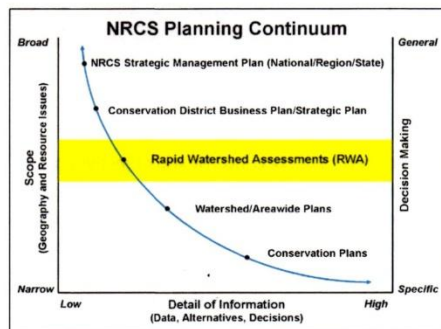 NRCS Planning Continuum
Broad
General
NRCS Strategic Management Plan (National/Region/State)
Conservation District Business Plan/Strategic Plan
Rapid Watershed Assessments (RWA)
Watershed/Areawide Plans
Conservation Plans
Scope
(Geography and Resource Issues)
Decision Making
Narrow
Specific
Low
High
Detail of Information
(Data, Alternatives, Decisions)